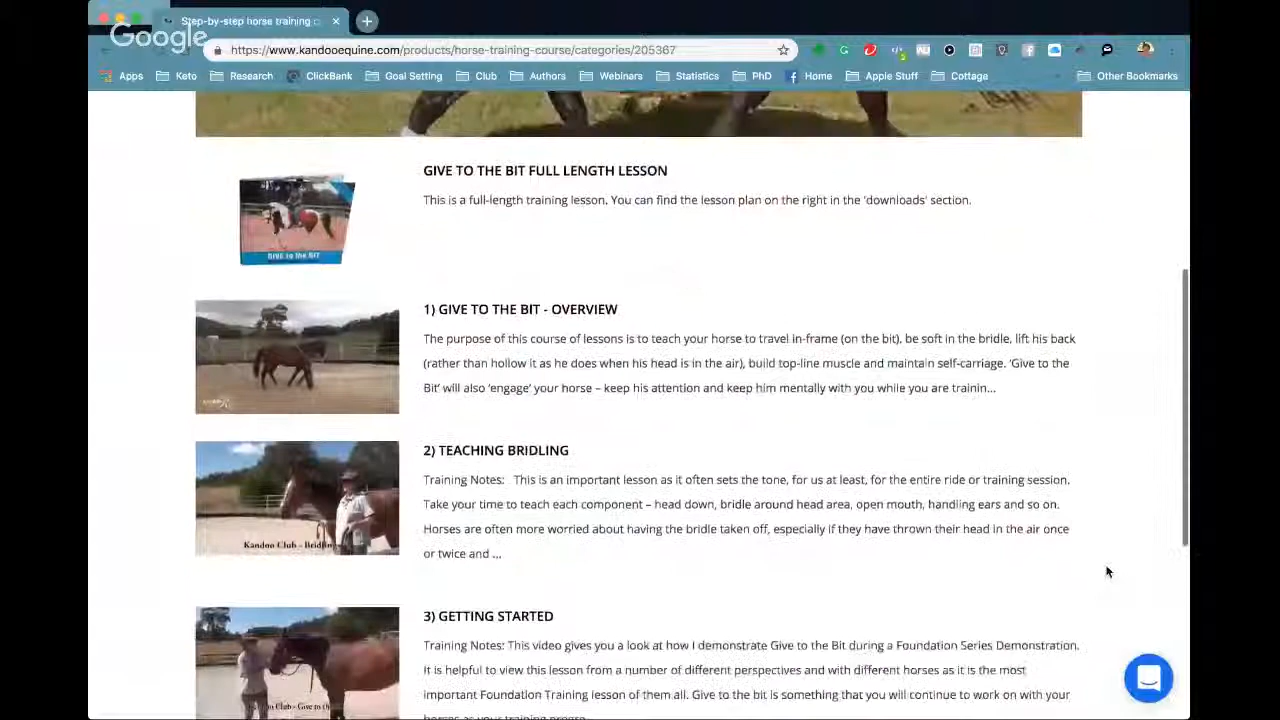 Step-by-step horse training c
Google
https://www.kandooequine.com/products/horse-training-course/categories/205367
Apps Keto Research ClickBank Goal Setting Club Authors Webinars Statistics PhD Home Apple Stuff Cottage Other Bookmarks
GIVE TO THE BIT FULL LENGTH LESSON
This is a full-length training lesson. You can find the lesson plan on the right in the 'downloads' section.
GIVE to the BIT
1) GIVE TO THE BIT - OVERVIEW
The purpose of this course of lessons is to teach your horse to travel in-frame (on the bit), be soft in the bridle, lift his back
(rather than hollow it as he does when his head is in the air), build top-line muscle and maintain self-carriage. 'Give to the
Bit' will also 'engage' your horse – keep his attention and keep him mentally with you while you are trainin...
2) TEACHING BRIDLING
Training Notes: This is an important lesson as it often sets the tone, for us at least, for the entire ride or training session.
Take your time to teach each component – head down, bridle around head area, open mouth, handling ears and so on.
Horses are often more worried about having the bridle taken off, especially if they have thrown their head in the air once
or twice and ...
Kandoo Club - Bridling
3) GETTING STARTED
Training Notes: This video gives you a look at how I demonstrate Give to the Bit during a Foundation Series Demonstration.
It is helpful to view this lesson from a number of different perspectives and with different horses as it is the most
important Foundation Training lesson of them all. Give to the bit is something that you will continue to work on with your
horses as your training progre
Kandoo Club - Give to th